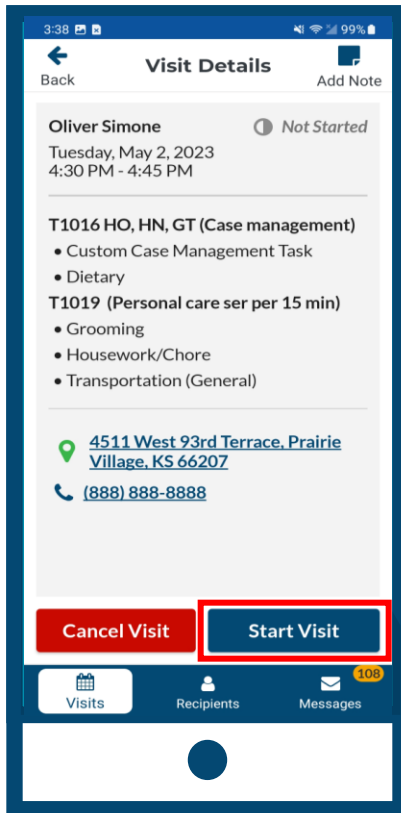 3:38 99%
Back Visit Details Add Note
Oliver Simone Not Started
Tuesday, May 2, 2023
4:30 PM - 4:45 PM
T1016 HO, HN, GT (Case management)
• Custom Case Management Task
• Dietary
T1019 (Personal care ser per 15 min)
• Grooming
• Housework/Chore
• Transportation (General)
4511 West 93rd Terrace, Prairie
Village, KS 66207
(888) 888-8888
Cancel Visit Start Visit
108
Visits Recipients Messages